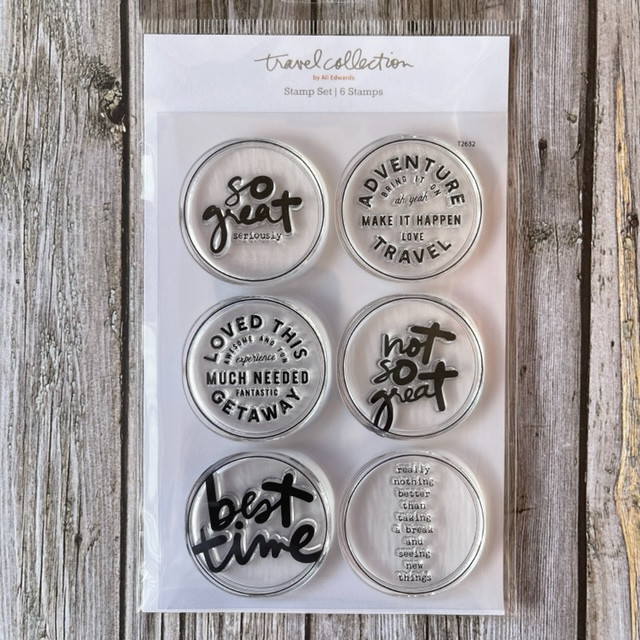 travel collection
by Ali Edwards
Stamp Set | 6 Stamps
T2632
so
great
seriously
ADVENTURE
BRING IT ON
ah yeah
MAKE IT HAPPEN
LOVE
TRAVEL
LOVED THIS
AWESOME AND FUN
experience
MUCH NEEDED
FANTASTIC
GETAWAY
not
so
great
best
time
really
nothing
better
than
taking
a break
and
seeing
new
things